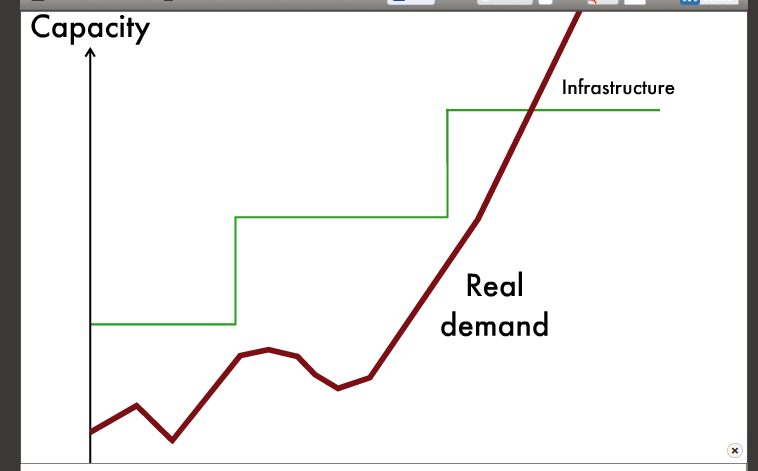 Capacity
Infrastructure
Real
demand